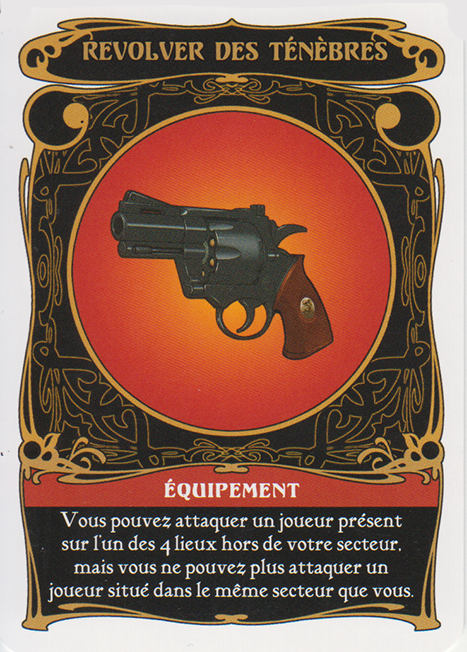 REVOLVER DES TÉNÈBRES
ÉQUIPEMENT
Vous pouvez attaquer un joueur présent
sur l'un des 4 lieux hors de votre secteur,
mais vous ne pouvez plus attaquer un
joueur situé dans le même secteur que vous.